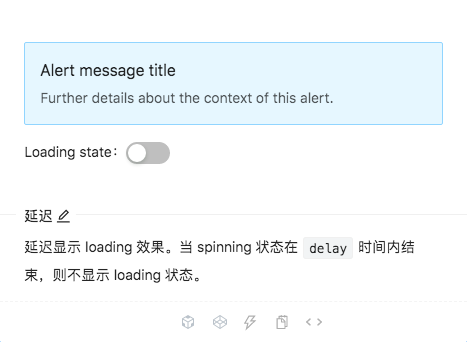 Alert message title
Further details about the context of this alert.
Loading state：
延迟
延迟显示 loading 效果。当 spinning 状态在 delay 时间内结
束，则不显示 loading 状态。